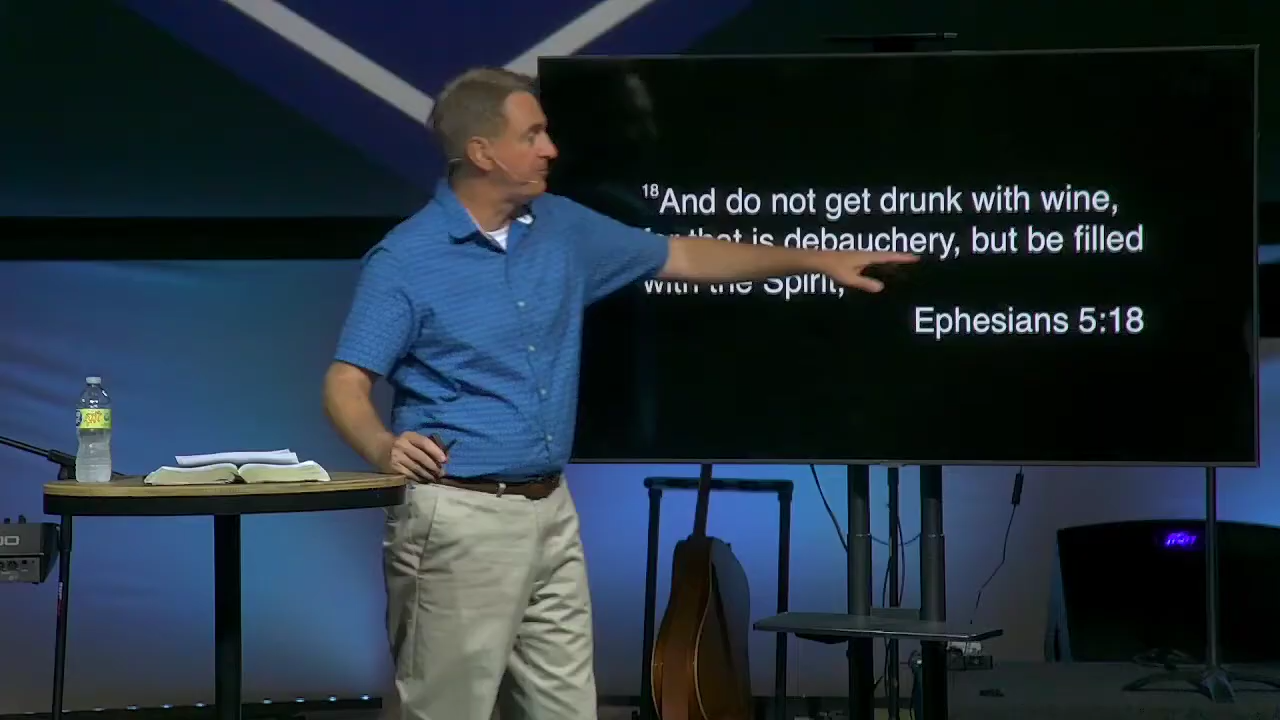 ¹⁸And do not get drunk with wine,
for that is debauchery, but be filled
with the Spirit,
Ephesians 5:18